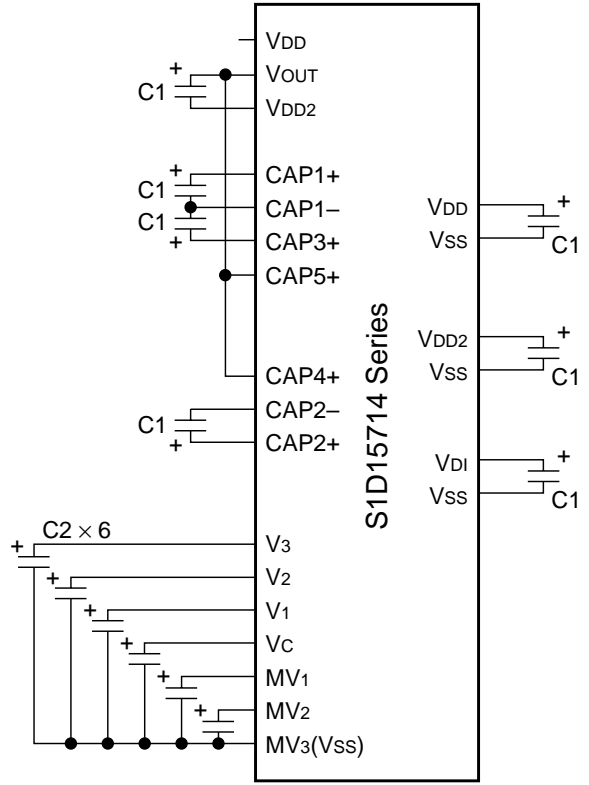 VDD
+
VOUT
C1
VDD2
+
CAP1+
C1
CAP1–
C1
CAP3+
+
CAP5+
CAP4+
CAP2–
C1
CAP2+
+
C2 × 6
+
V3
+
V2
+
V1
+
VC
+
MV1
+
MV2
MV3(VSS)
S1D15714 Series
VDD
+
VSS
C1
VDD2
+
VSS
C1
VDI
+
VSS
C1